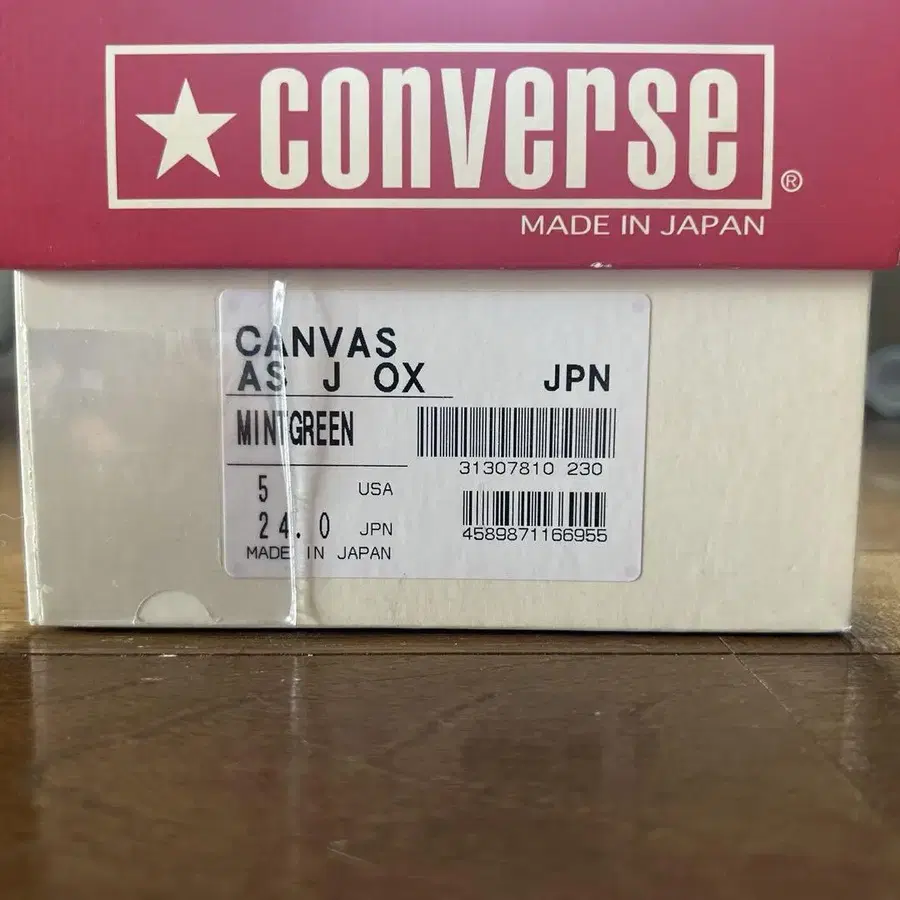 CONVERSE®
MADE IN JAPAN
CANVAS
AS J OX JPN
MINTGREEN
31307810 230
5 USA
24.0 JPN
4589871166955
MADE IN JAPAN